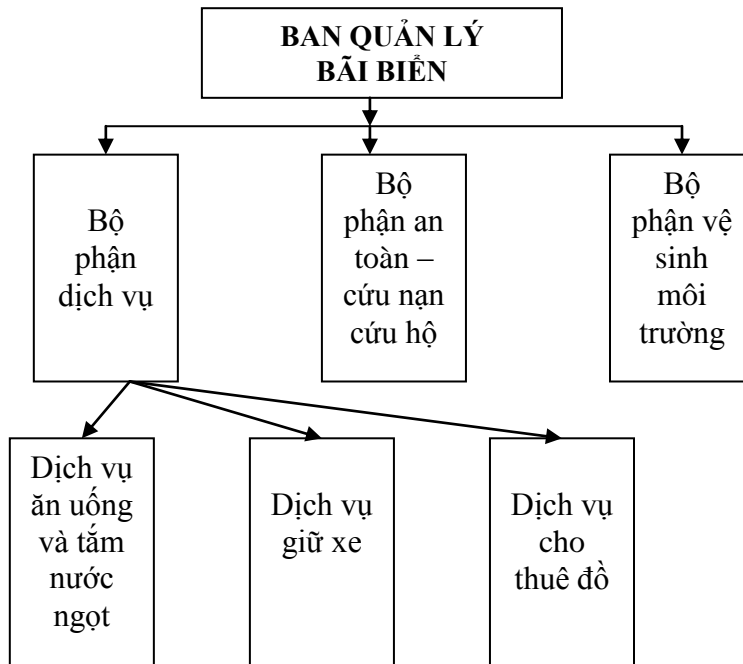 BAN QUẢN LÝ
BÃI BIỂN
Bộ
phận
dịch vụ
Bộ
phận an
toàn –
cứu nạn
cứu hộ
Bộ
phận vệ
sinh
môi
trường
Dịch vụ
ăn uống
và tắm
nước
ngọt
Dịch vụ
giữ xe
Dịch vụ
cho
thuê đồ